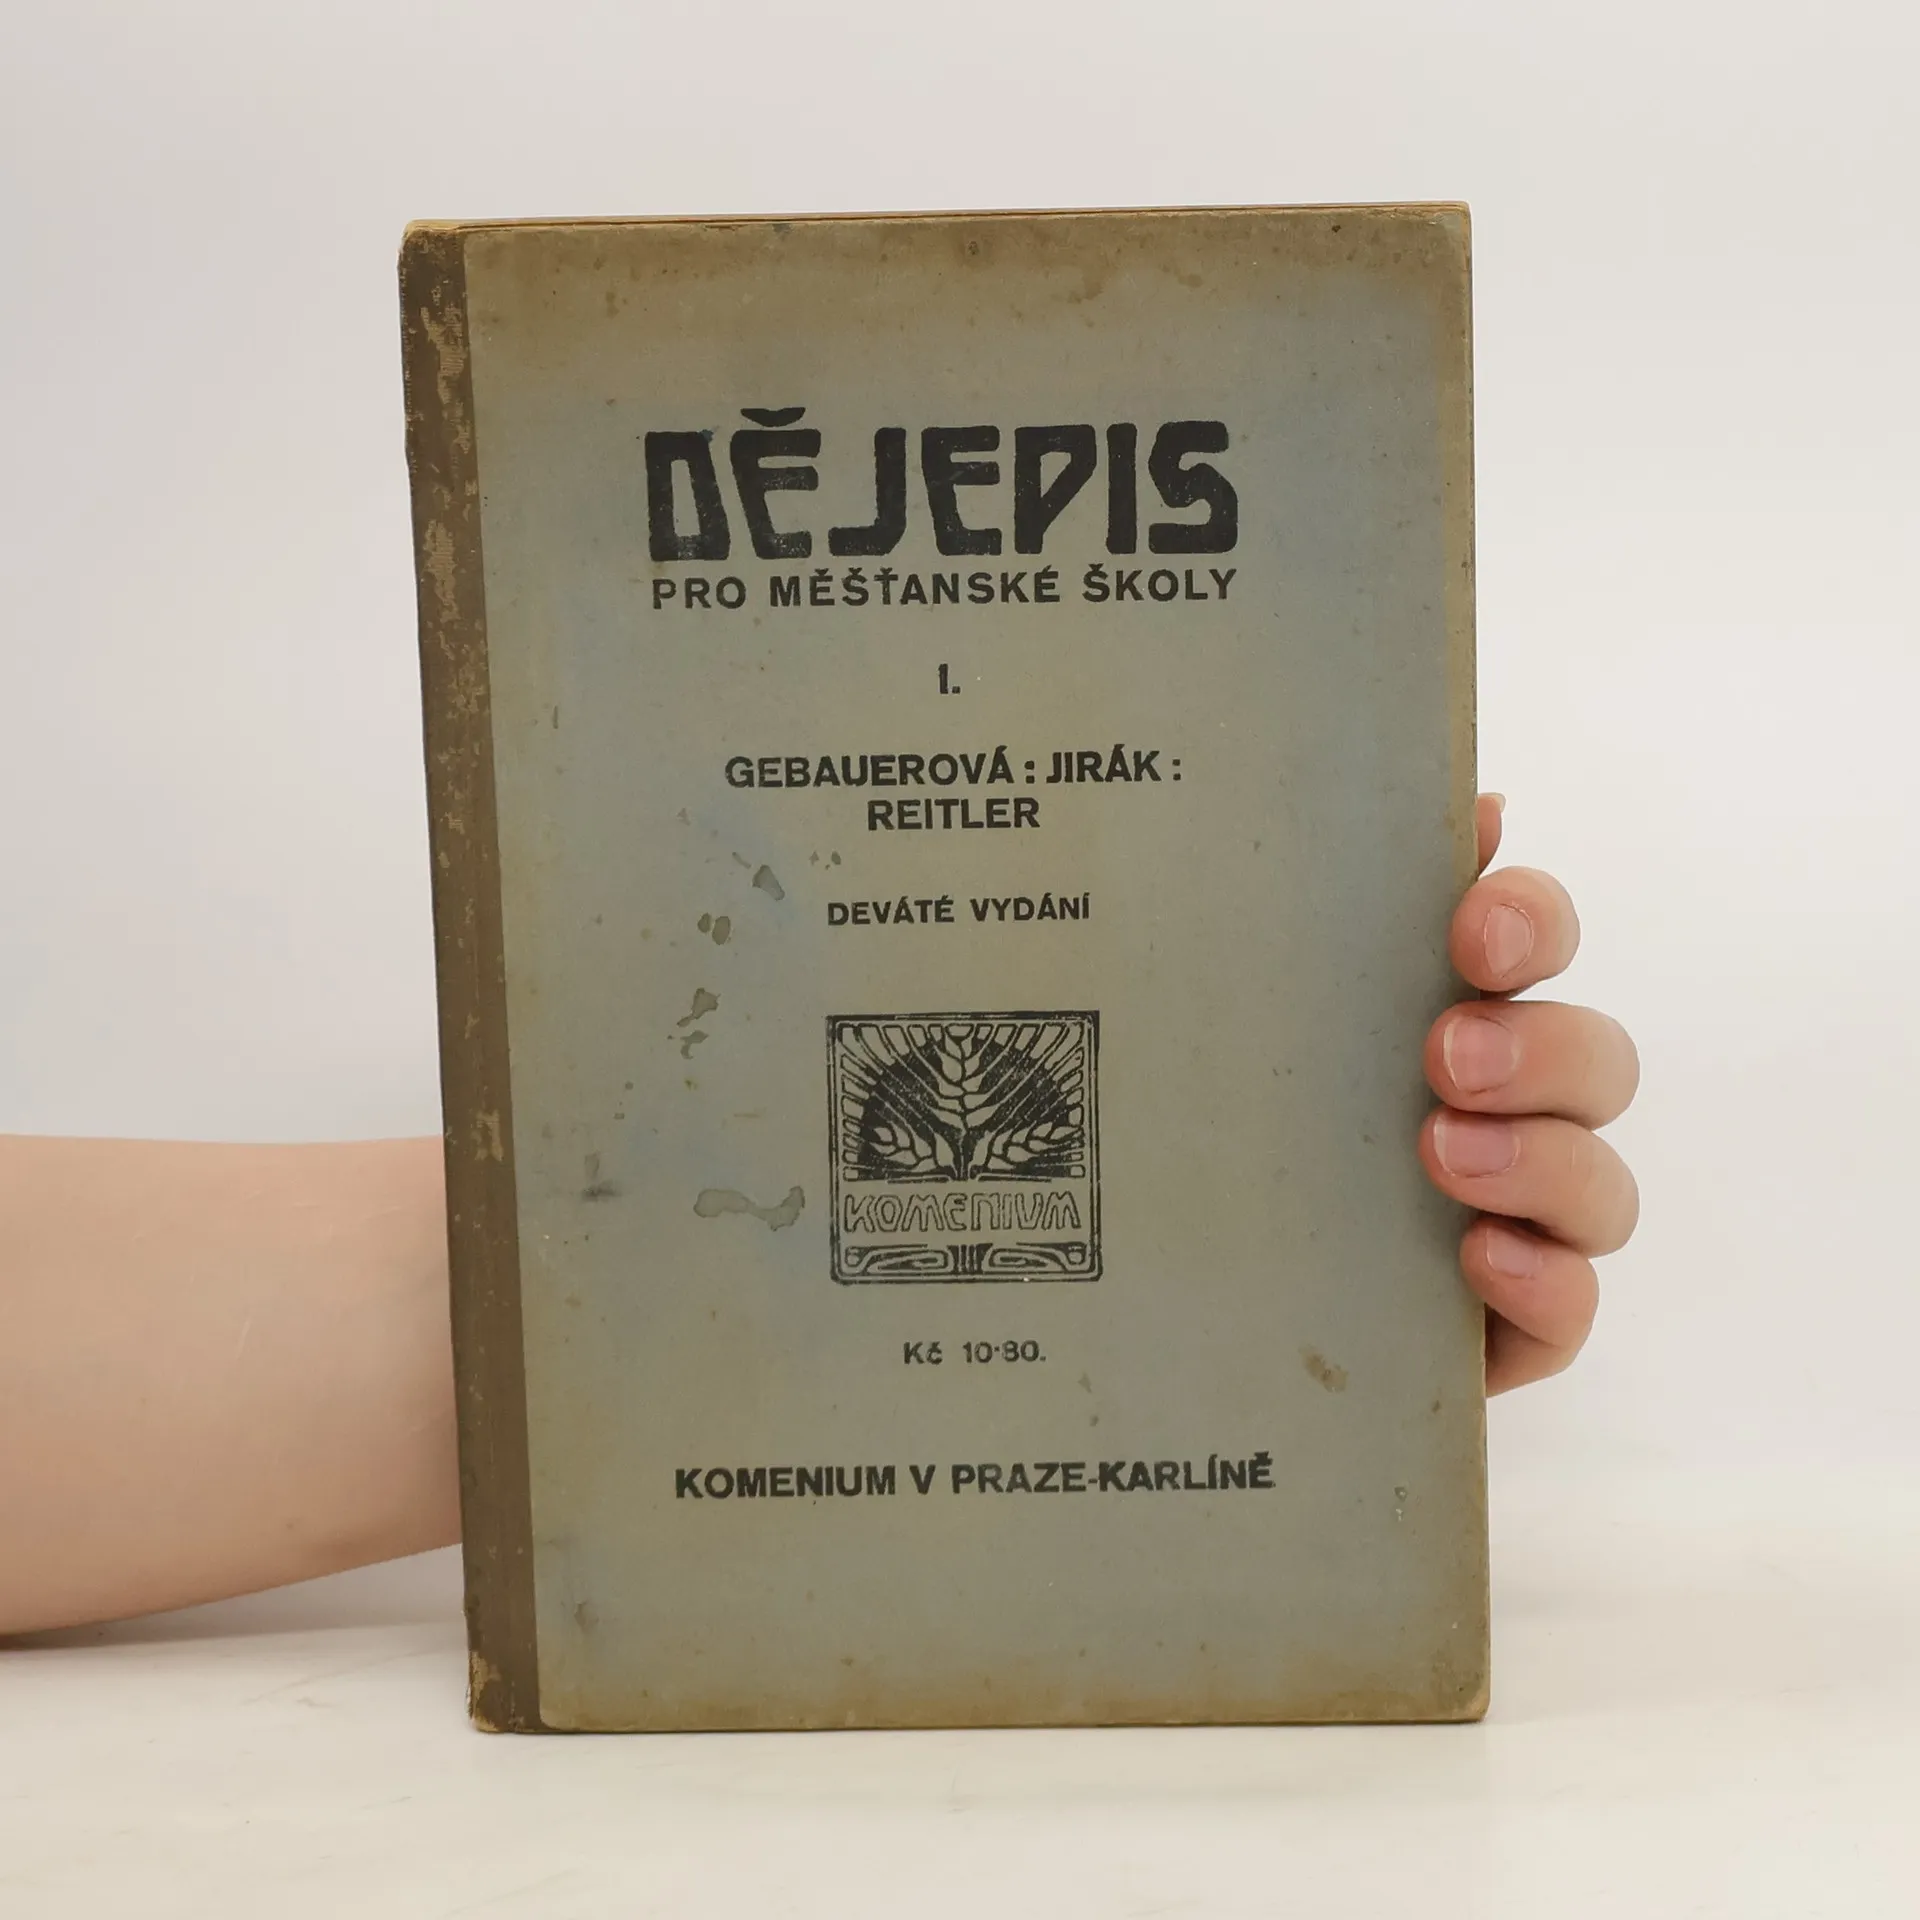 DĚJEPIS
PRO MĚŠŤANSKÉ ŠKOLY
I.
GEBAUEROVÁ : JIRÁK :
REITLER
DEVÁTÉ VYDÁNÍ
KOMENIUM
Kč 10·80.
KOMENIUM V PRAZE-KARLÍNĚ